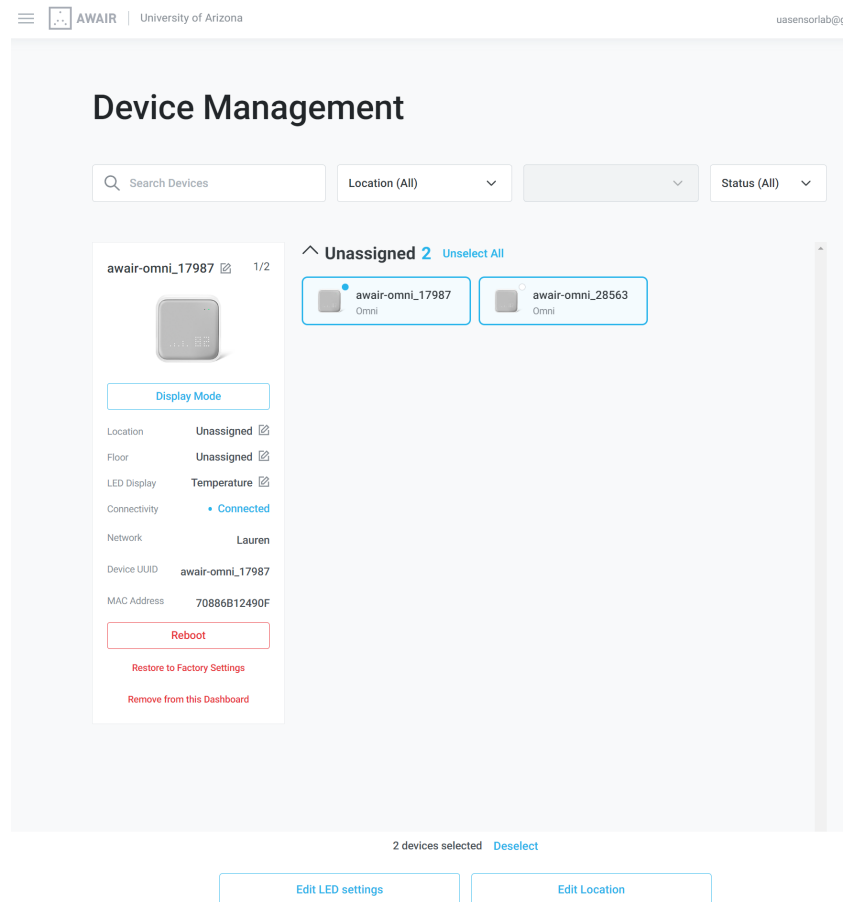 AWAIR University of Arizona
uasensorlab@g
Device Management
Search Devices
Location (All)
Status (All)
awair-omni_17987 1/2
82
Display Mode
Location Unassigned
Floor Unassigned
LED Display Temperature
Connectivity • Connected
Network Lauren
Device UUID awair-omni_17987
MAC Address 70886B12490F
Reboot
Restore to Factory Settings
Remove from this Dashboard
Unassigned 2 Unselect All
awair-omni_17987
Omni
awair-omni_28563
Omni
2 devices selected Deselect
Edit LED settings
Edit Location